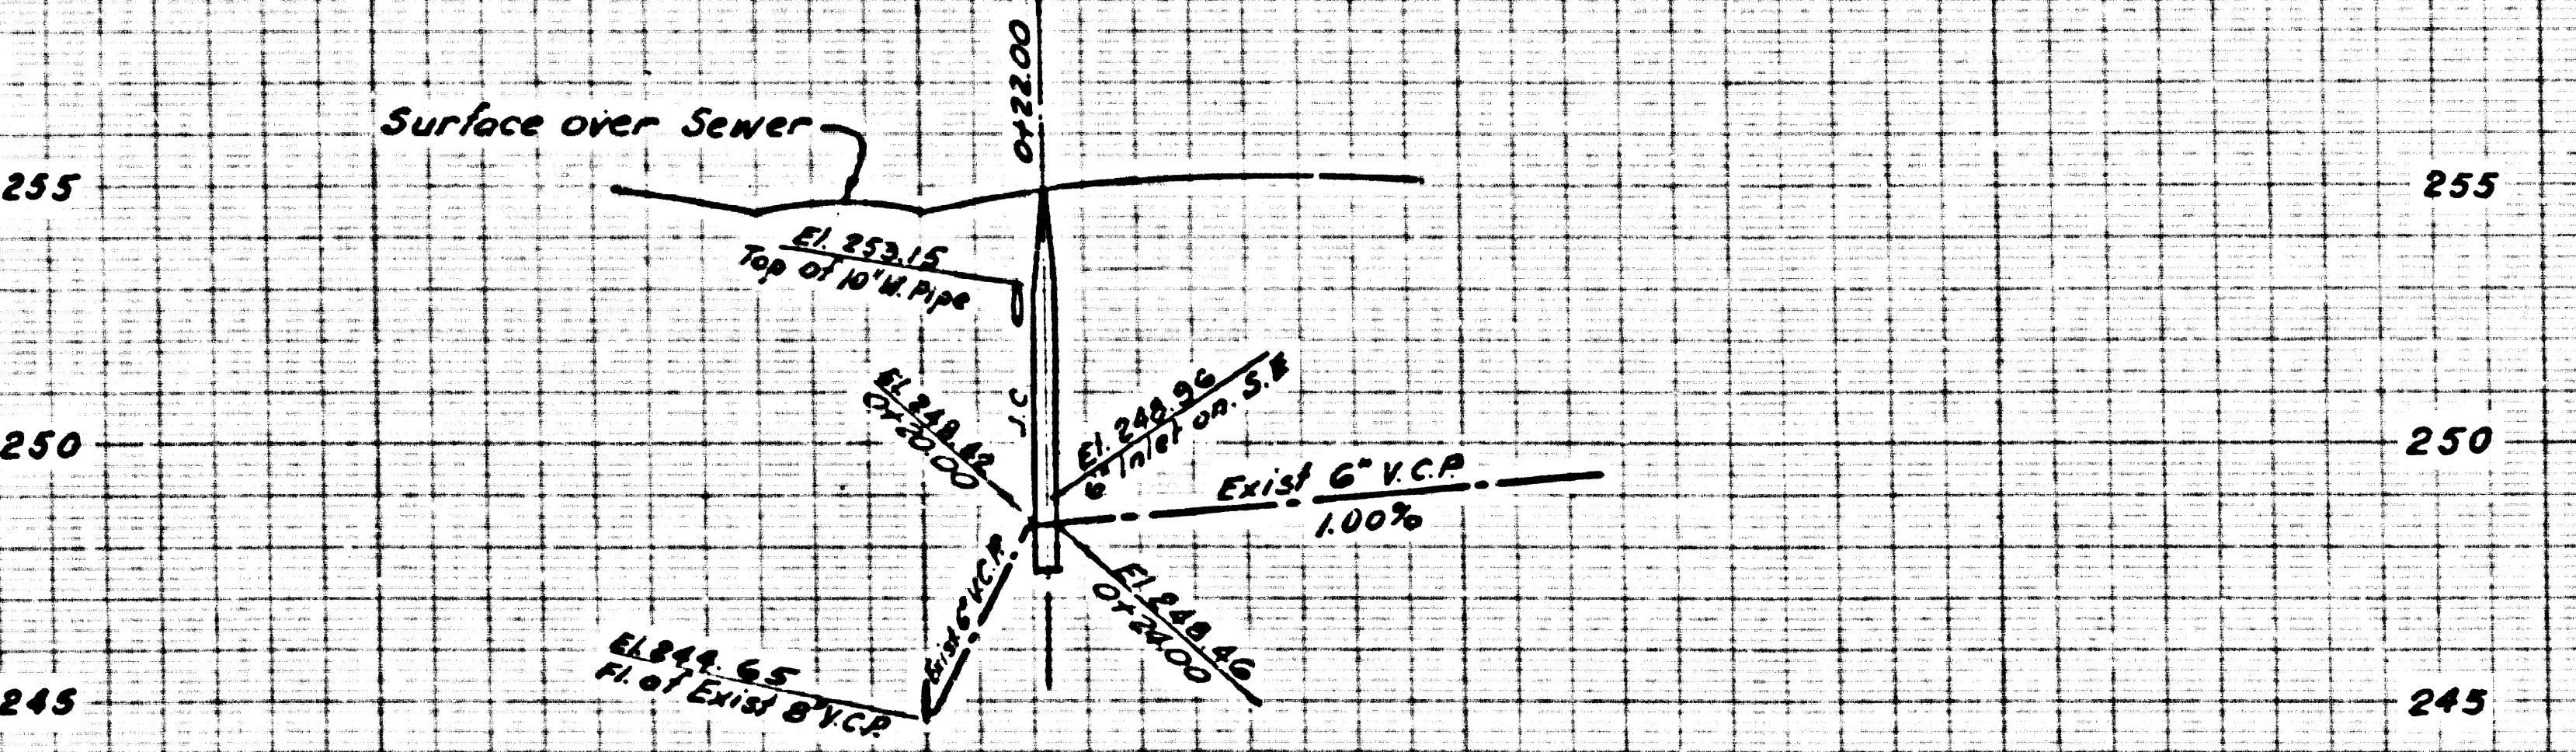 0+22.00
Surface over Sewer
255
255
El. 253.15
Top of 10" W. Pipe
El. 248.42
0+20.00
J.C
El. 248.96
6" Inlet on. S.E
250
250
Exist 6" V.C.P.
1.00%
Exist 6" V.C.P.
El. 248.46
0+24.00
El. 244.65
Fl. of Exist 8" V.C.P.
245
245